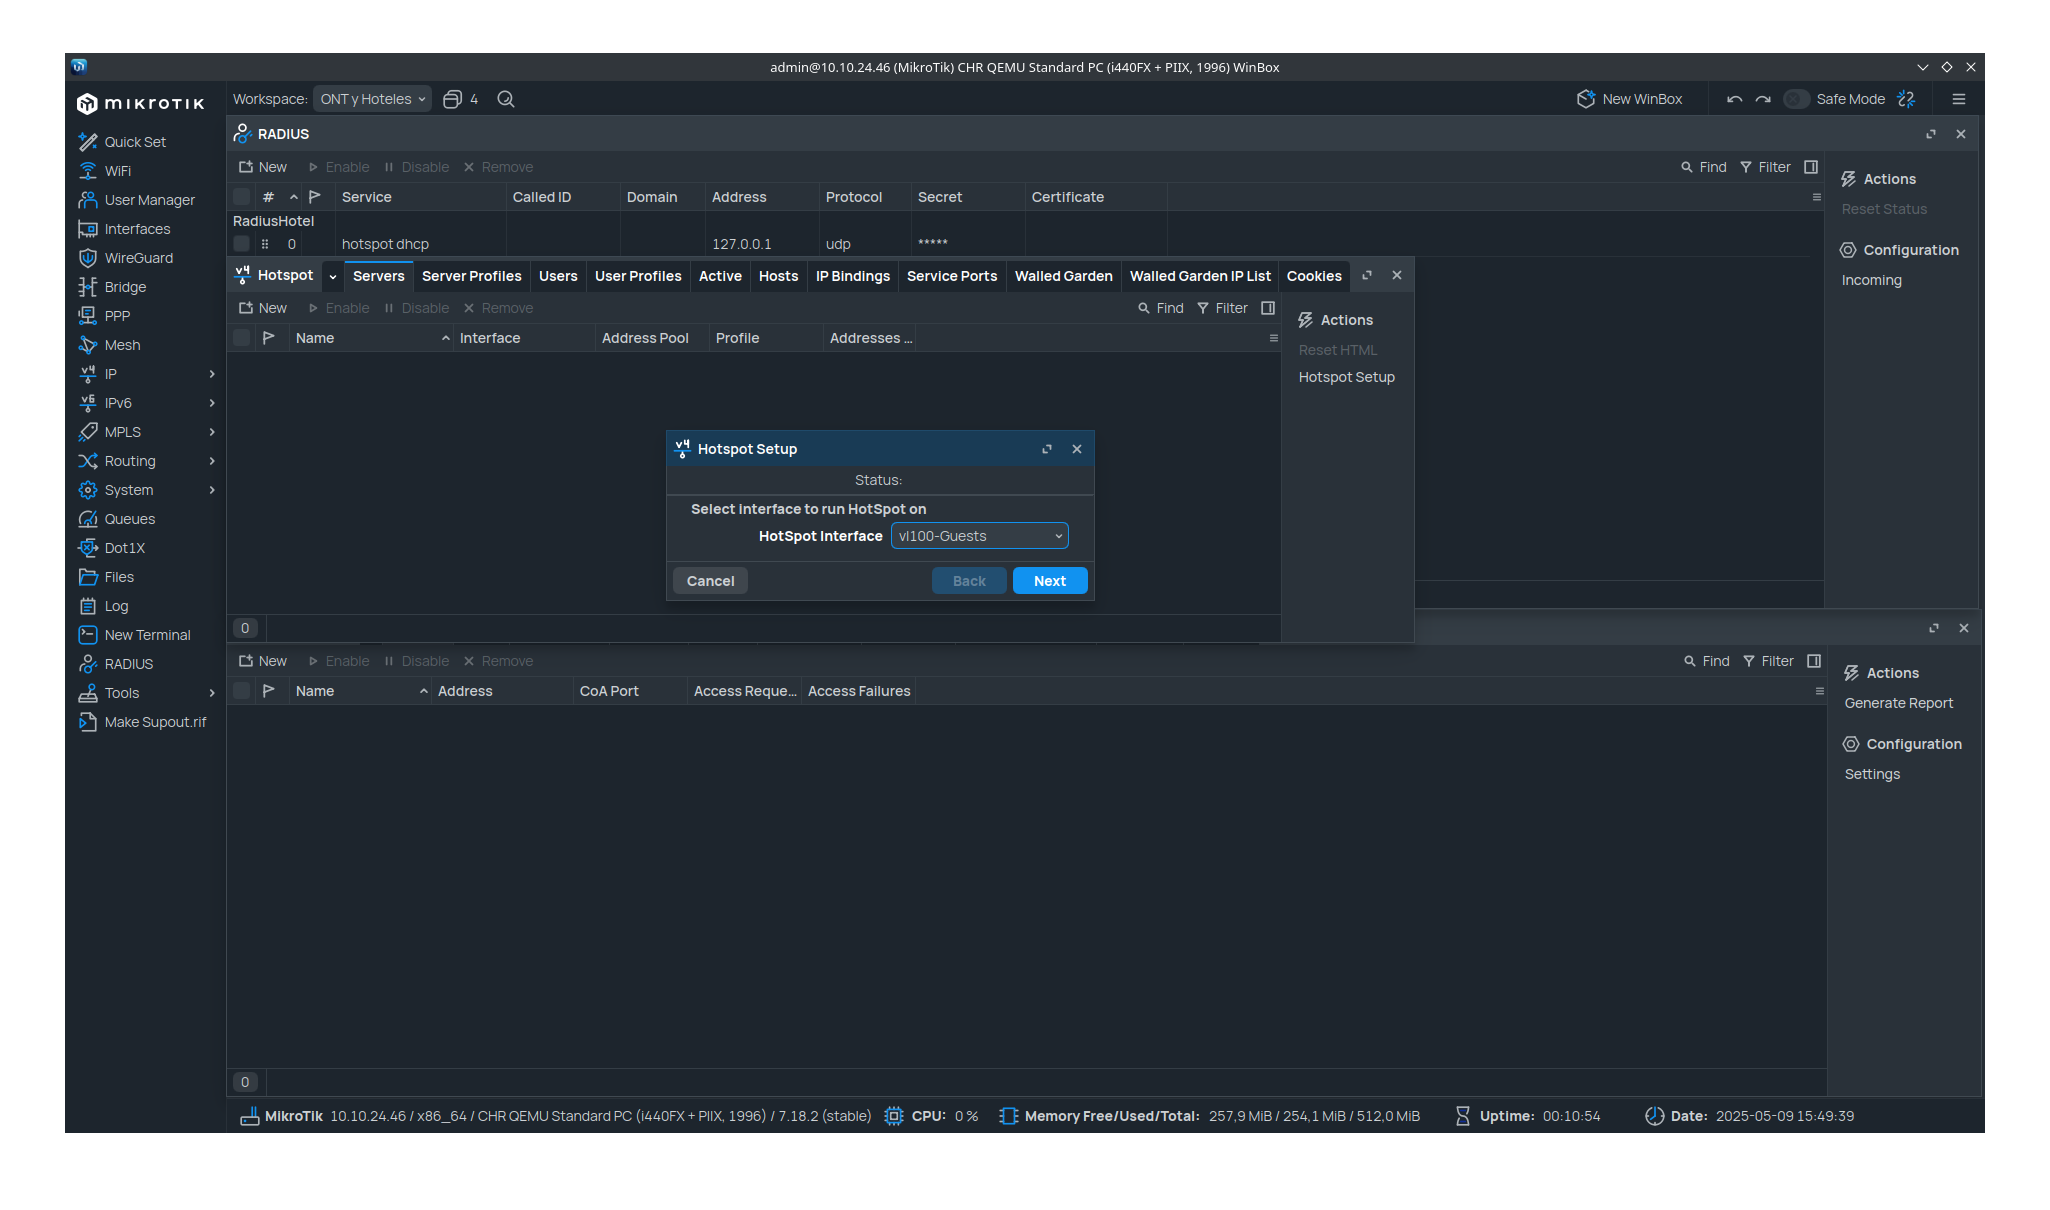 admin@10.10.24.46 (MikroTik) CHR QEMU Standard PC (i440FX + PIIX, 1996) WinBox
mikrotik
Workspace: ONT y Hoteles 4 New WinBox Safe Mode
Quick Set
WiFi
User Manager
Interfaces
WireGuard
Bridge
PPP
Mesh
IP
IPv6
MPLS
Routing
System
Queues
Dot1X
Files
Log
New Terminal
RADIUS
Tools
Make Supout.rif
RADIUS
New Enable Disable Remove Find Filter
# Service Called ID Domain Address Protocol Secret Certificate
RadiusHotel
0 hotspot dhcp 127.0.0.1 udp *****
Actions
Reset Status
Configuration
Incoming
Hotspot Servers Server Profiles Users User Profiles Active Hosts IP Bindings Service Ports Walled Garden Walled Garden IP List Cookies
New Enable Disable Remove Find Filter
Name Interface Address Pool Profile Addresses ...
Actions
Reset HTML
Hotspot Setup
Hotspot Setup
Status:
Select interface to run HotSpot on
HotSpot Interface vl100-Guests
Cancel Back Next
0
New Enable Disable Remove Find Filter
Name Address CoA Port Access Reque... Access Failures
Actions
Generate Report
Configuration
Settings
0
MikroTik 10.10.24.46 / x86_64 / CHR QEMU Standard PC (i440FX + PIIX, 1996) / 7.18.2 (stable) CPU: 0 % Memory Free/Used/Total: 257,9 MiB / 254,1 MiB / 512,0 MiB Uptime: 00:10:54 Date: 2025-05-09 15:49:39